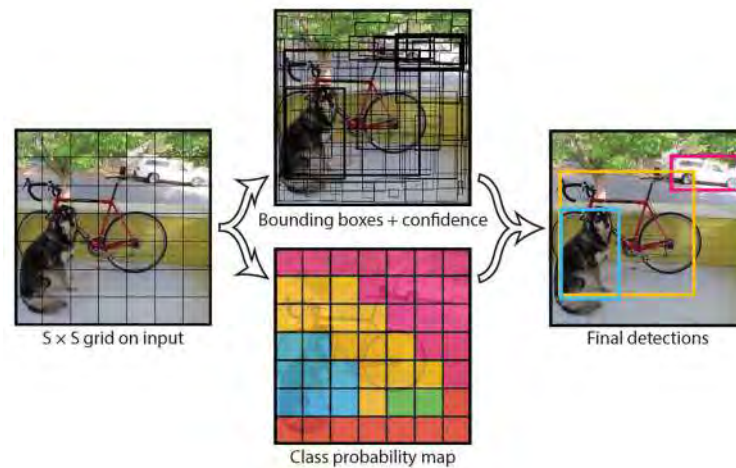 Bounding boxes + confidence
S × S grid on input
Final detections
Class probability map